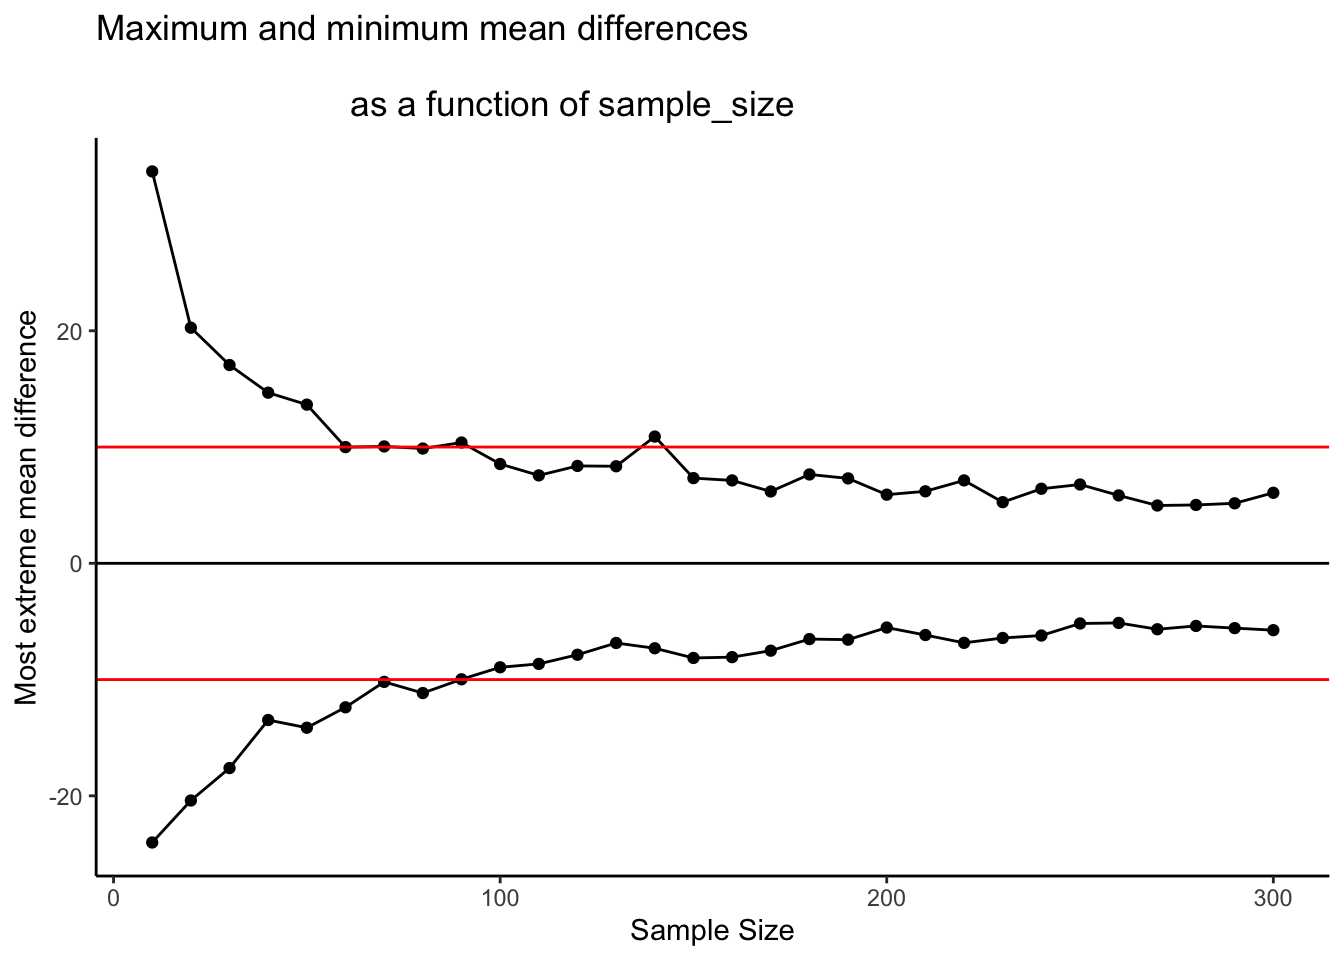 Maximum and minimum mean differences
as a function of sample_size
Most extreme mean difference
20
0
-20
0
100
200
300
Sample Size